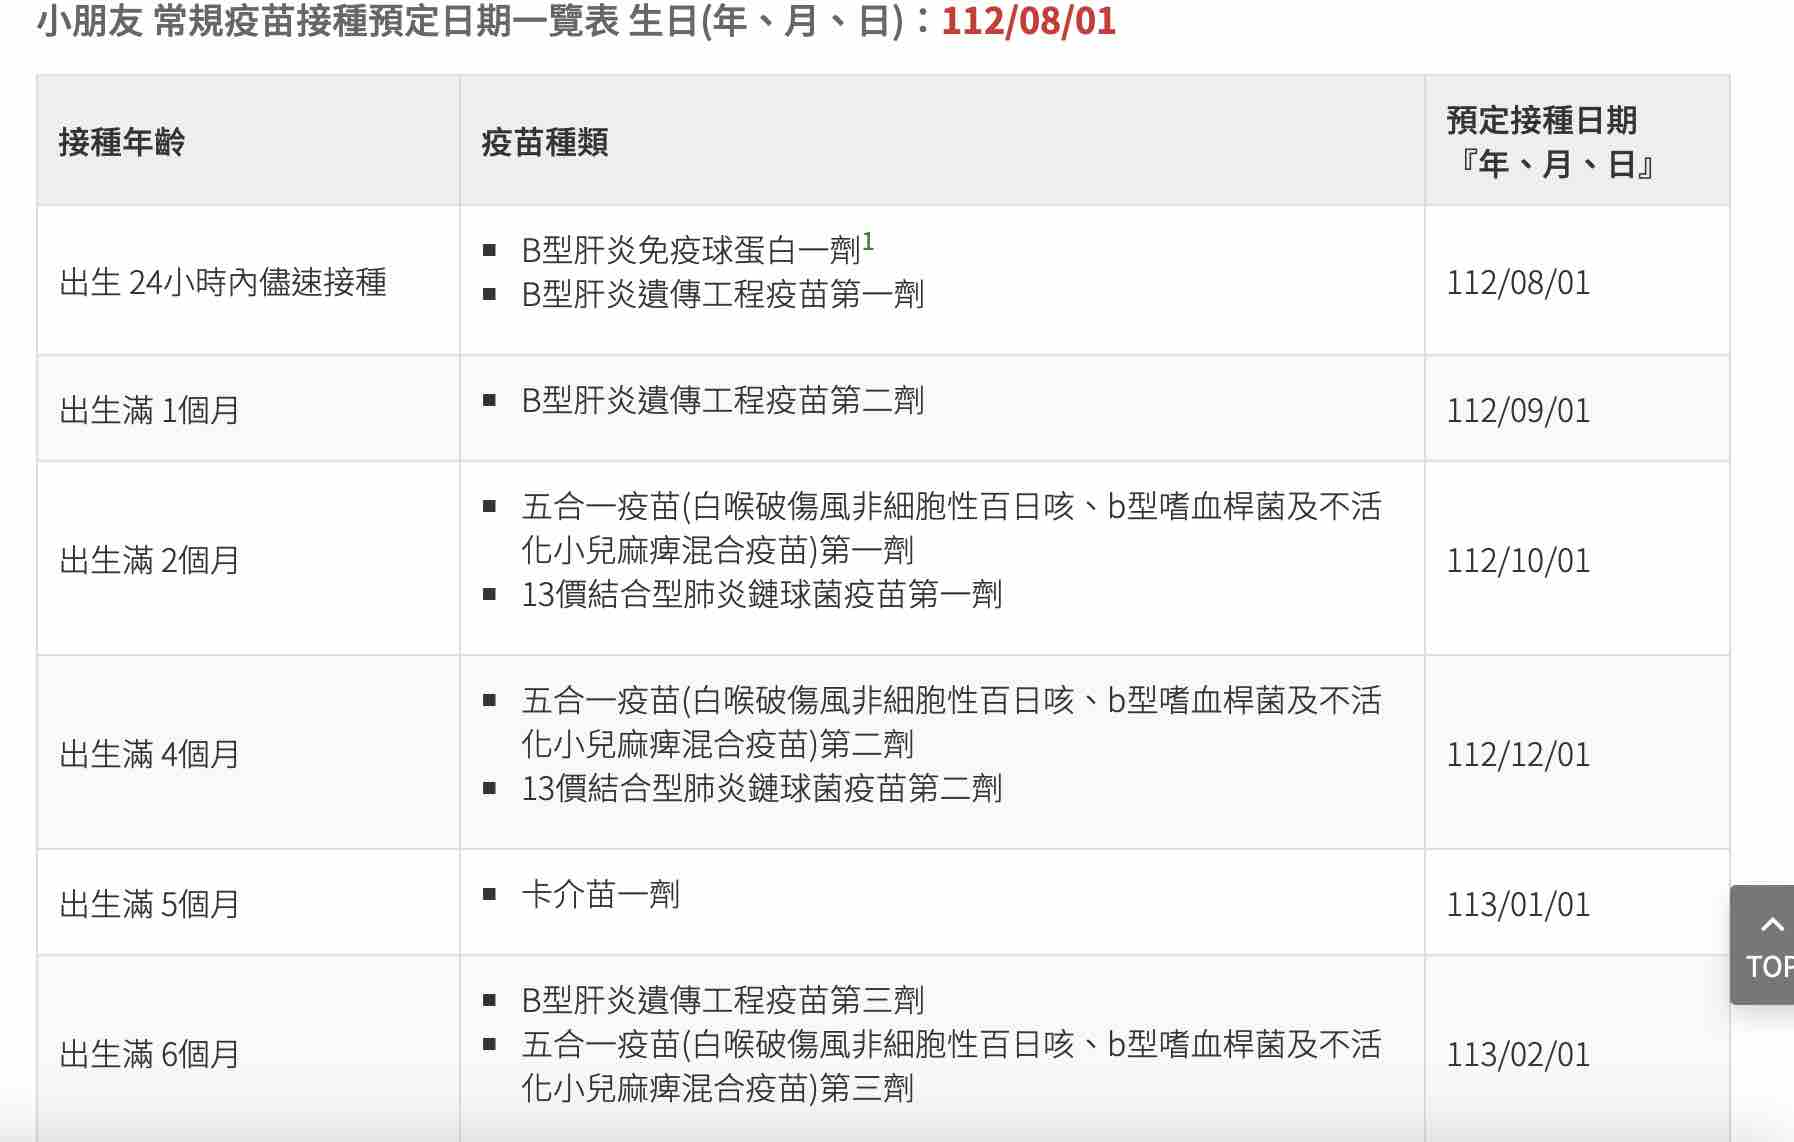 小朋友 常規疫苗接種預定日期一覽表 生日(年、月、日)：112/08/01
接種年齡
疫苗種類
預定接種日期
『年、月、日』
出生 24小時內儘速接種
■ B型肝炎免疫球蛋白一劑1
■ B型肝炎遺傳工程疫苗第一劑
112/08/01
出生滿 1個月
■ B型肝炎遺傳工程疫苗第二劑
112/09/01
出生滿 2個月
■ 五合一疫苗(白喉破傷風非細胞性百日咳、b型嗜血桿菌及不活
化小兒麻痺混合疫苗)第一劑
■ 13價結合型肺炎鏈球菌疫苗第一劑
112/10/01
出生滿 4個月
■ 五合一疫苗(白喉破傷風非細胞性百日咳、b型嗜血桿菌及不活
化小兒麻痺混合疫苗)第二劑
■ 13價結合型肺炎鏈球菌疫苗第二劑
112/12/01
出生滿 5個月
■ 卡介苗一劑
113/01/01
出生滿 6個月
■ B型肝炎遺傳工程疫苗第三劑
■ 五合一疫苗(白喉破傷風非細胞性百日咳、b型嗜血桿菌及不活
化小兒麻痺混合疫苗)第三劑
113/02/01
TOP